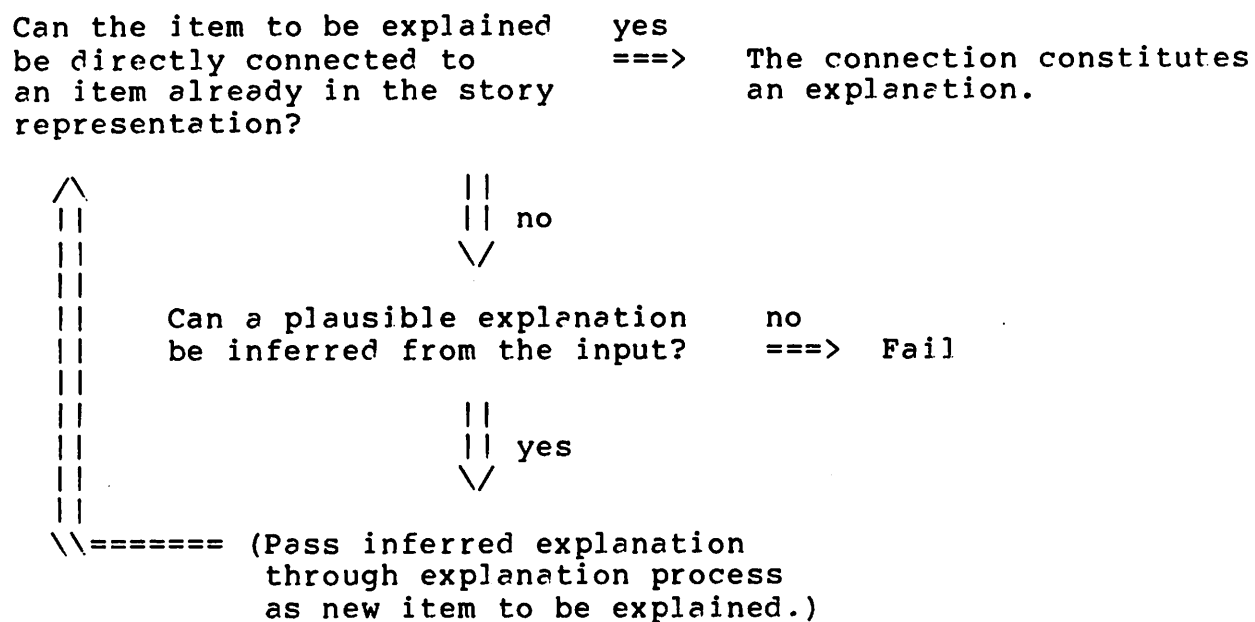 Can the item to be explained yes
be directly connected to ===> The connection constitutes
an item already in the story an explanation.
representation?
/\
|| ||
|| || no
|| \/
||
|| Can a plausible explanation no
|| be inferred from the input? ===> Fail
||
|| ||
|| || yes
|| \/
||
\\======= (Pass inferred explanation
through explanation process
as new item to be explained.)